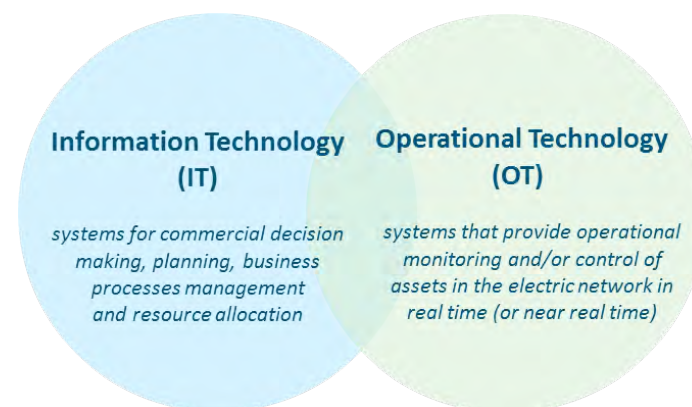 Information Technology
(IT)
systems for commercial decision
making, planning, business
processes management
and resource allocation
Operational Technology
(OT)
systems that provide operational
monitoring and/or control of
assets in the electric network in
real time (or near real time)